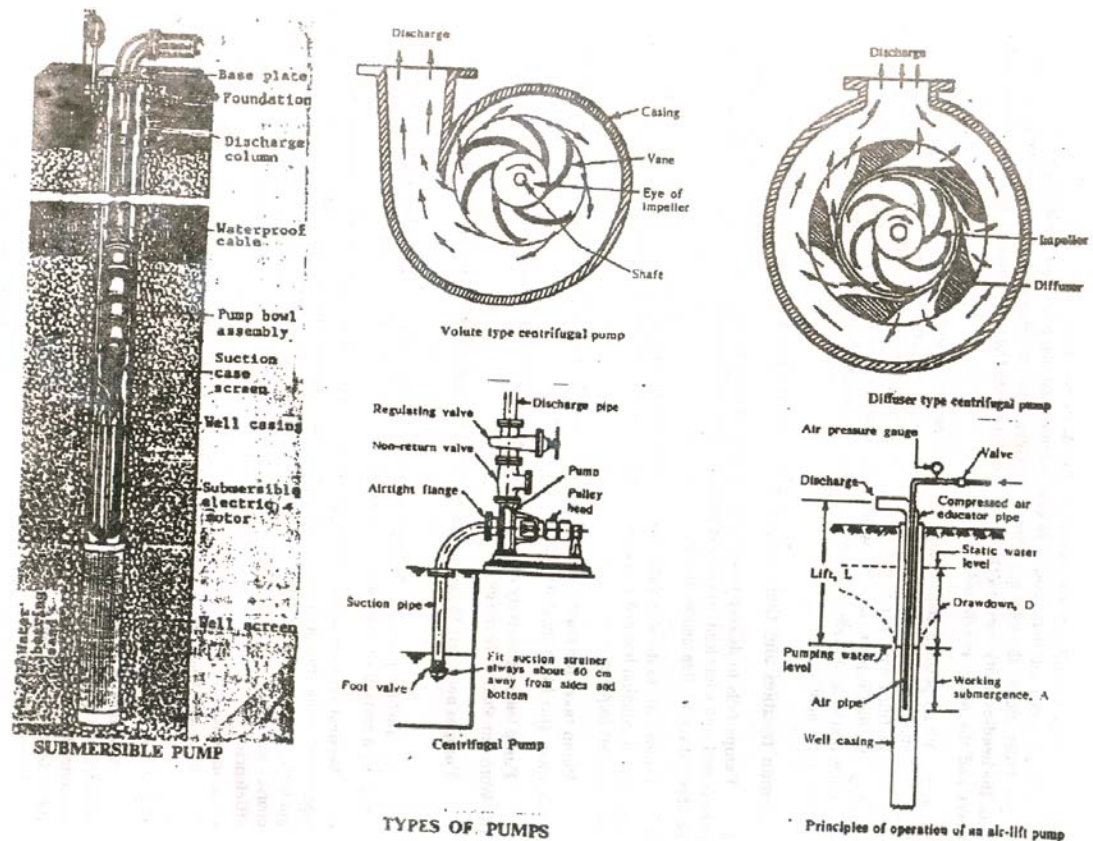 Base plate
Foundation
Discharge
column
Waterproof
cable
Pump bowl
assembly
Suction
case
screen
Well casing
Submersible
electric
motor
Well screen
Water
bearing
sand
SUBMERSIBLE PUMP
Discharge
Casing
Vane
Eye of
impeller
Shaft
Volute type centrifugal pump
Discharge
Impeller
Diffuser
Diffuser type centrifugal pump
Discharge pipe
Regulating valve
Non-return valve
Airtight flange
Pump
Pulley
head
Suction pipe
Fit suction strainer
always about 60 cm
away from sides and
bottom
Foot valve
Centrifugal Pump
Air pressure gauge
Valve
Discharge
Compressed air
educator pipe
Static water
level
Lift, L
Drawdown, D
Pumping water
level
Working
submergence, A
Air pipe
Well casing
Principles of operation of an air-lift pump
TYPES OF PUMPS